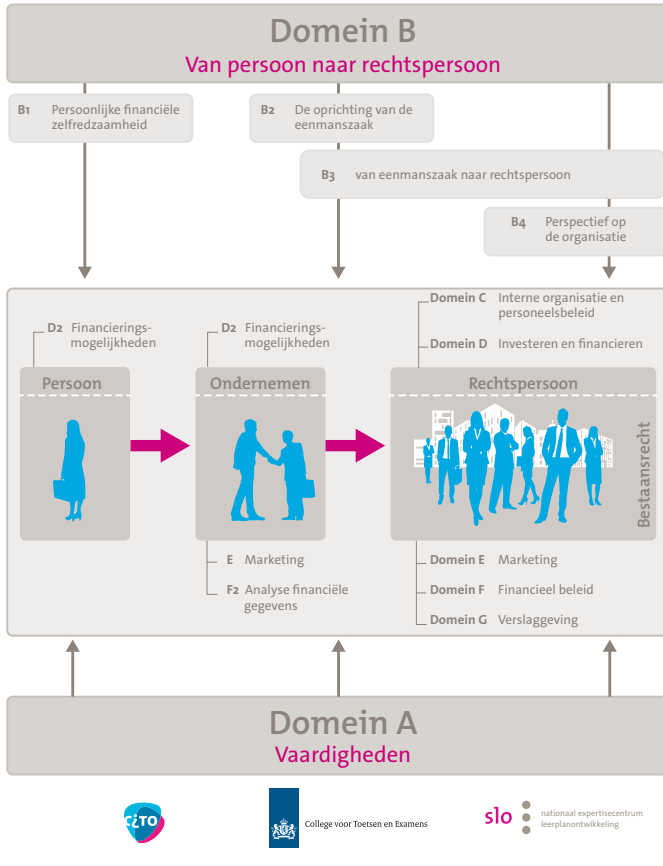 Domein B
Van persoon naar rechtspersoon
B1 Persoonlijke financiële
zelfredzaamheid
B2 De oprichting van de
eenmanszaak
B3 van eenmanszaak naar rechtspersoon
B4 Perspectief op
de organisatie
D2 Financierings-
mogelijkheden
D2 Financierings-
mogelijkheden
Domein C Interne organisatie en
personeelsbeleid
Domein D Investeren en financieren
Persoon
Ondernemen
Rechtspersoon
Bestaansrecht
E Marketing
F2 Analyse financiële
gegevens
Domein E Marketing
Domein F Financieel beleid
Domein G Verslaggeving
Domein A
Vaardigheden
CiTO
College voor Toetsen en Examens
slo
nationaal expertisecentrum
leerplanontwikkeling